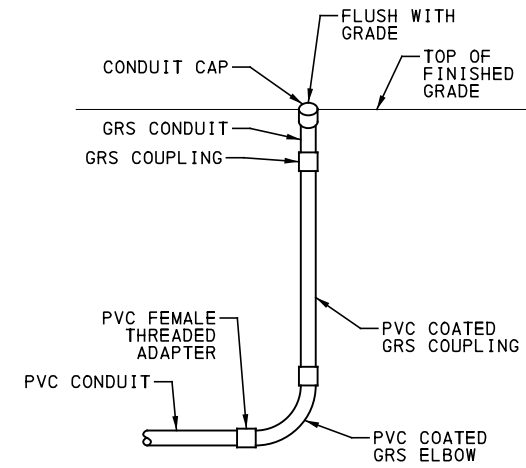 FLUSH WITH
GRADE
CONDUIT CAP
TOP OF
FINISHED
GRADE
GRS CONDUIT
GRS COUPLING
PVC FEMALE
THREADED
ADAPTER
PVC COATED
GRS COUPLING
PVC CONDUIT
PVC COATED
GRS ELBOW